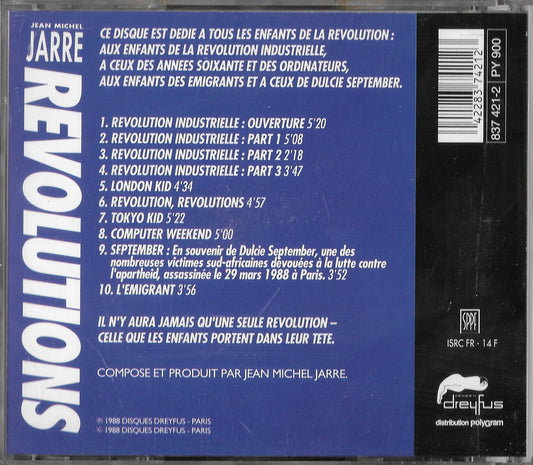 JEAN MICHEL
JARRE
REVOLUTIONS
CE DISQUE EST DEDIE A TOUS LES ENFANTS DE LA REVOLUTION :
AUX ENFANTS DE LA REVOLUTION INDUSTRIELLE,
A CEUX DES ANNEES SOIXANTE ET DES ORDINATEURS,
AUX ENFANTS DES EMIGRANTS ET A CEUX DE DULCIE SEPTEMBER.
1. REVOLUTION INDUSTRIELLE : OUVERTURE 5'20
2. REVOLUTION INDUSTRIELLE : PART 1 5'08
3. REVOLUTION INDUSTRIELLE : PART 2 2'18
4. REVOLUTION INDUSTRIELLE : PART 3 3'47
5. LONDON KID 4'34
6. REVOLUTION, REVOLUTIONS 4'57
7. TOKYO KID 5'22
8. COMPUTER WEEKEND 5'00
9. SEPTEMBER : En souvenir de Dulcie September, une des
nombreuses victimes sud-africaines dévouées à la lutte contre
l'apartheid, assassinée le 29 mars 1988 à Paris. 3'52
10. L'EMIGRANT 3'56
IL N'Y AURA JAMAIS QU'UNE SEULE REVOLUTION –
CELLE QUE LES ENFANTS PORTENT DANS LEUR TETE.
COMPOSE ET PRODUIT PAR JEAN MICHEL JARRE.
℗ 1988 DISQUES DREYFUS - PARIS
© 1988 DISQUES DREYFUS - PARIS
42283 74212
837 421-2 PY 900
SPPF
ISRC FR - 14 F
dreyfus
distribution polygram